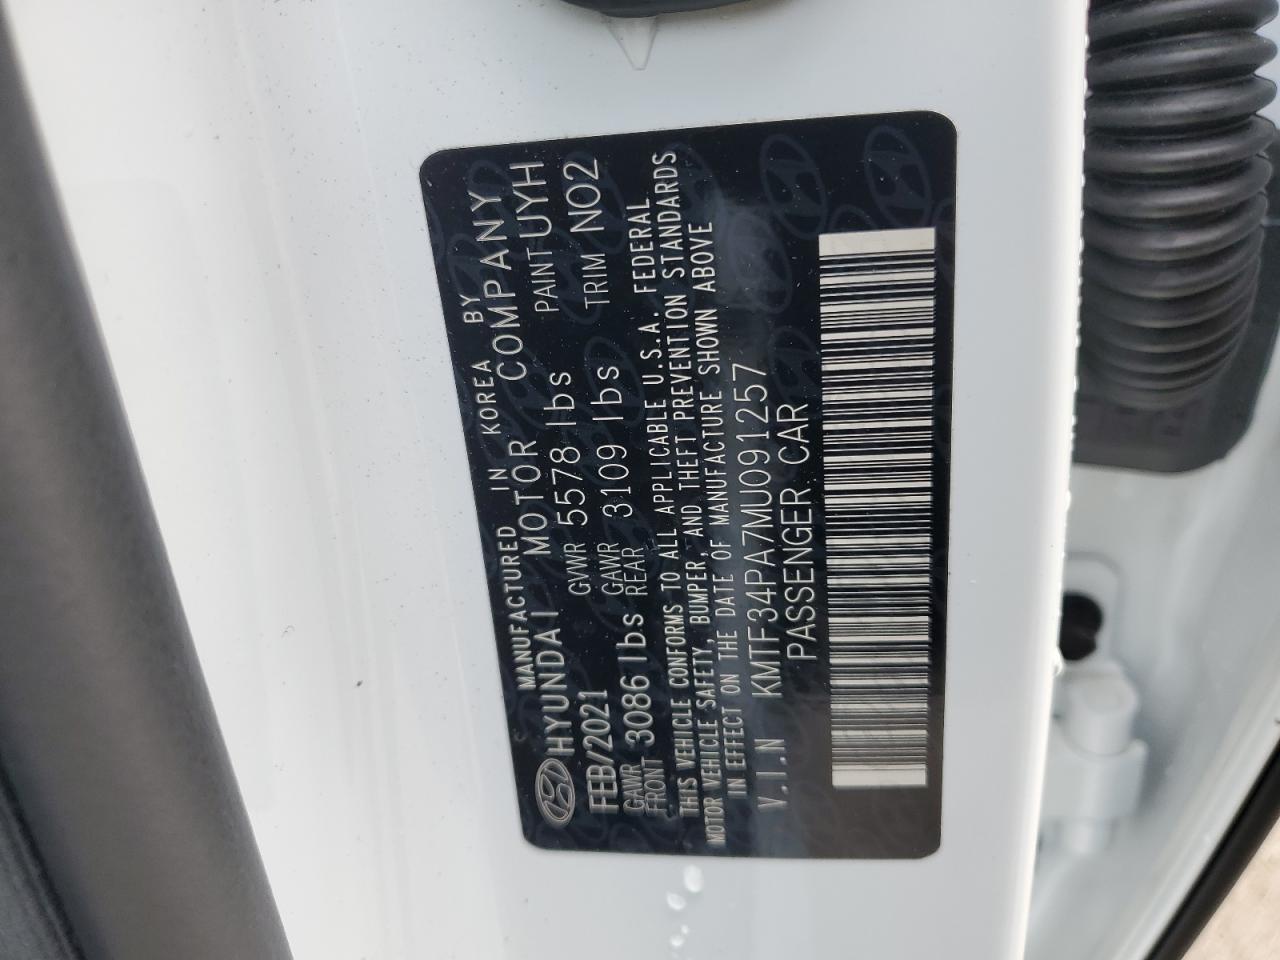 MANUFACTURED IN KOREA BY
HYUNDAI MOTOR COMPANY
FEB/2021 GVWR 5578 lbs PAINT UYH
GAWR FRONT 3086 lbs GAWR REAR 3109 lbs TRIM NO2
THIS VEHICLE CONFORMS TO ALL APPLICABLE U.S.A. FEDERAL
MOTOR VEHICLE SAFETY, BUMPER, AND THEFT PREVENTION STANDARDS
IN EFFECT ON THE DATE OF MANUFACTURE SHOWN ABOVE
V.I.N KMTF34PA7MU091257
PASSENGER CAR